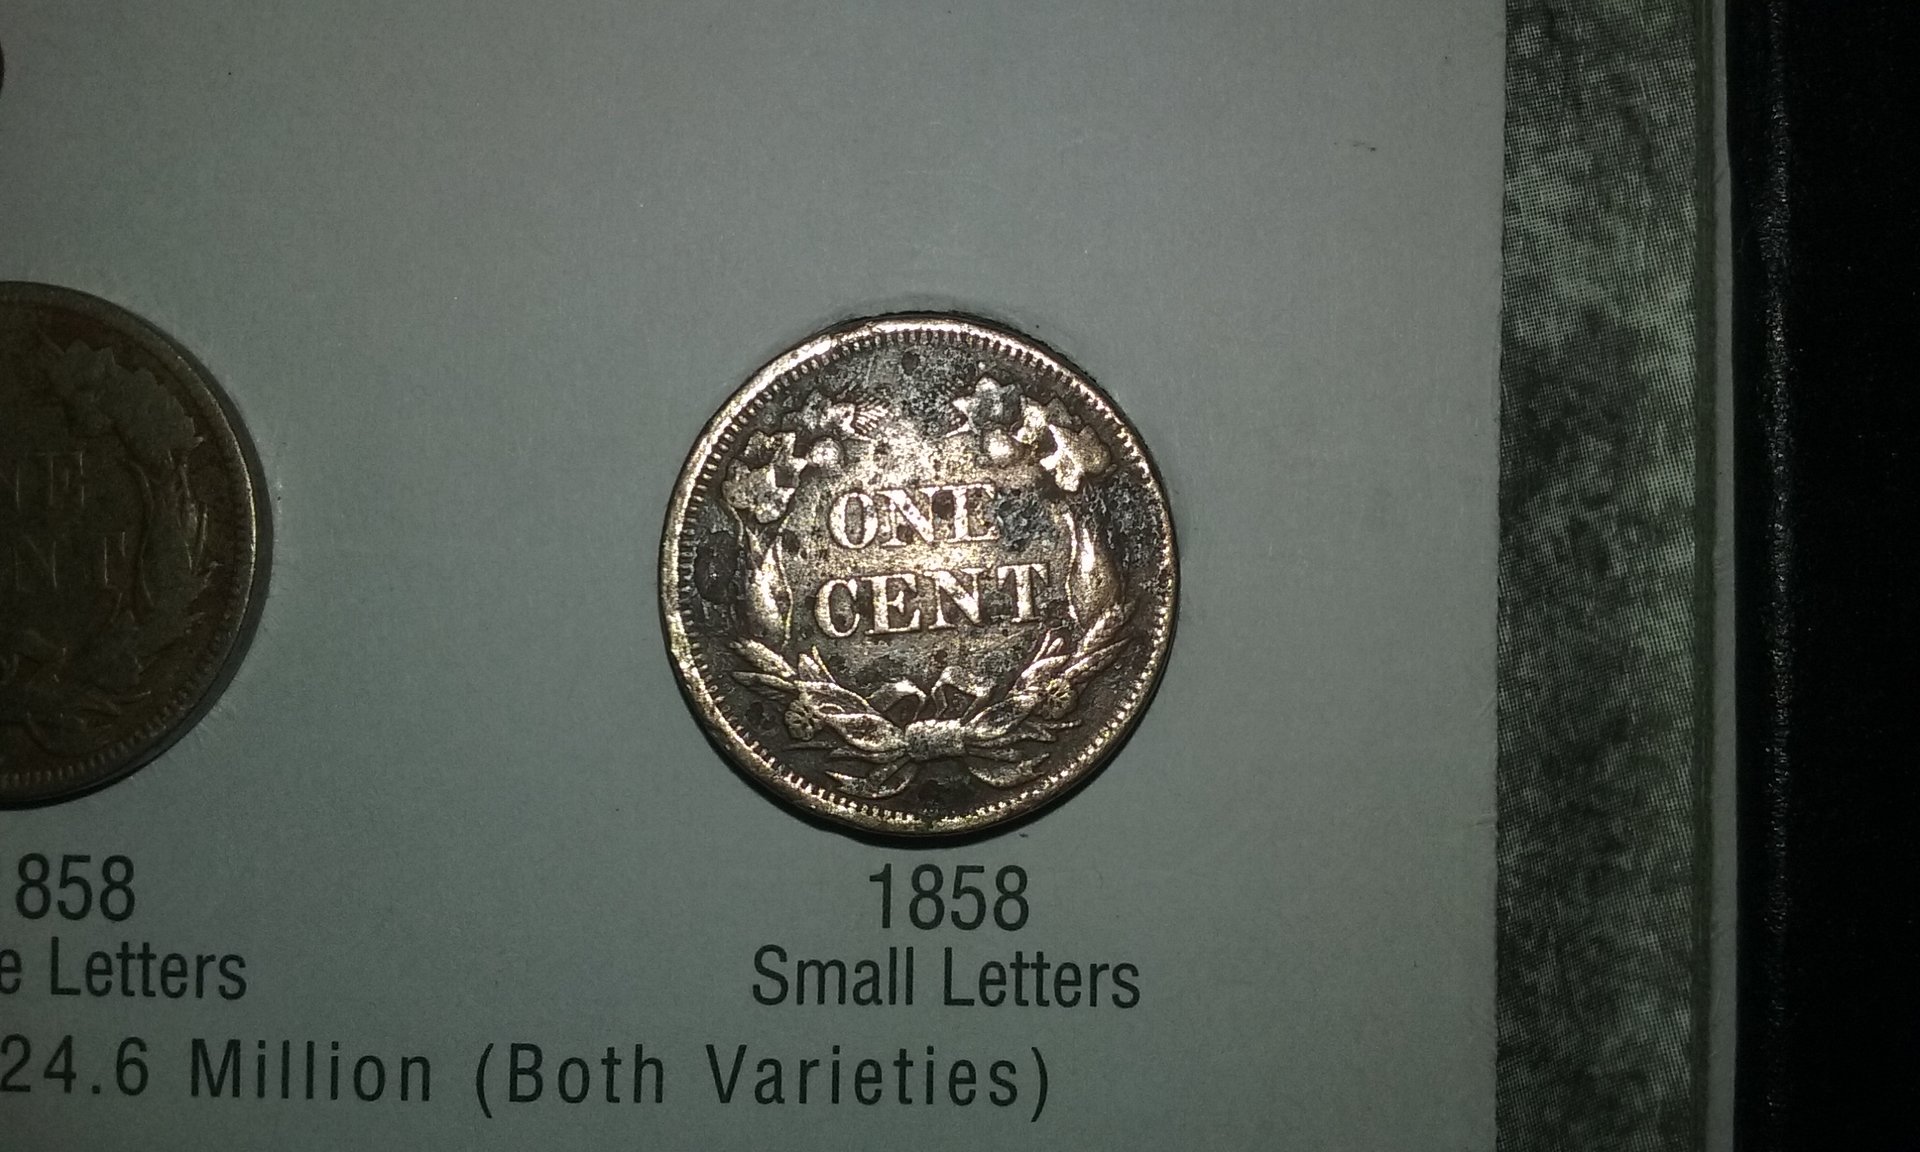 ONE
CENT
1858
Small Letters
858
e Letters
24.6 Million (Both Varieties)